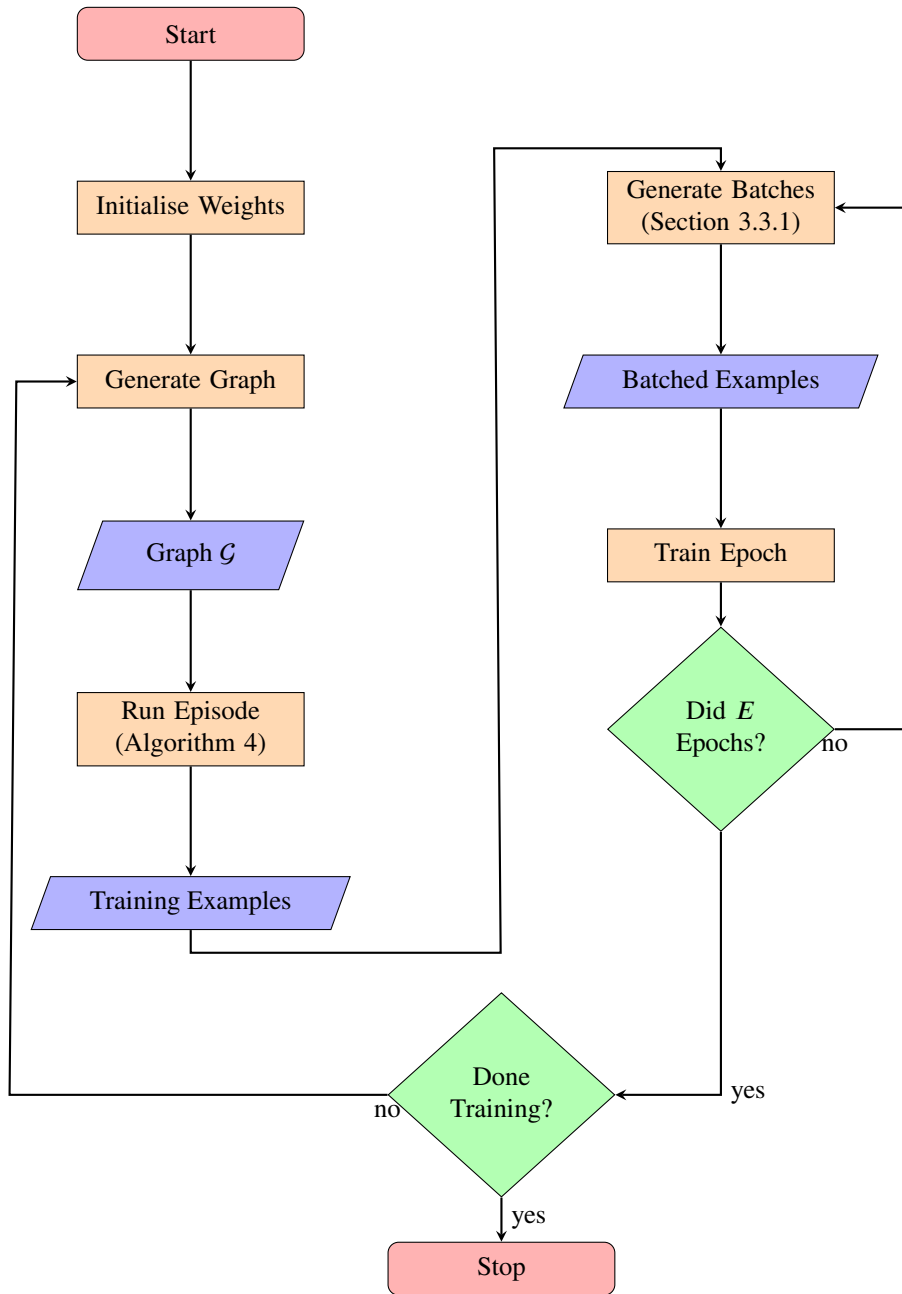 Start
Initialise Weights
Generate Graph
Graph 𝒢
Run Episode
(Algorithm 4)
Training Examples
Generate Batches
(Section 3.3.1)
Batched Examples
Train Epoch
Did E
Epochs?
no
yes
Done
Training?
no
yes
Stop